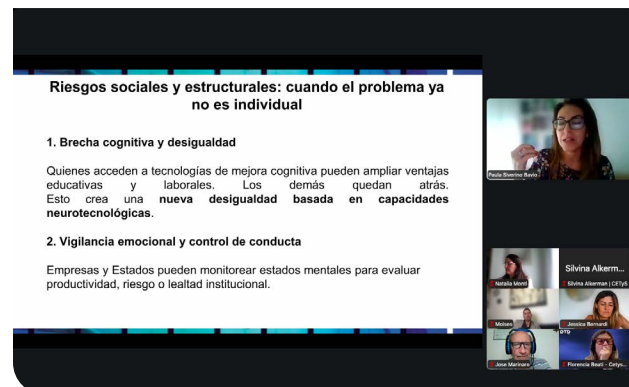 Riesgos sociales y estructurales: cuando el problema ya
no es individual
1. Brecha cognitiva y desigualdad
Quienes acceden a tecnologías de mejora cognitiva pueden ampliar ventajas
educativas y laborales. Los demás quedan atrás.
Esto crea una nueva desigualdad basada en capacidades
neurotecnológicas.
2. Vigilancia emocional y control de conducta
Empresas y Estados pueden monitorear estados mentales para evaluar
productividad, riesgo o lealtad institucional.
Paula Siverino Bavio
Natalia Monti
Silvina Alkerm...
Silvina Alkerman | CETyS
Moises
Jessica Bernardi
Jose Marinaro
Florencia Beati - Cetys...